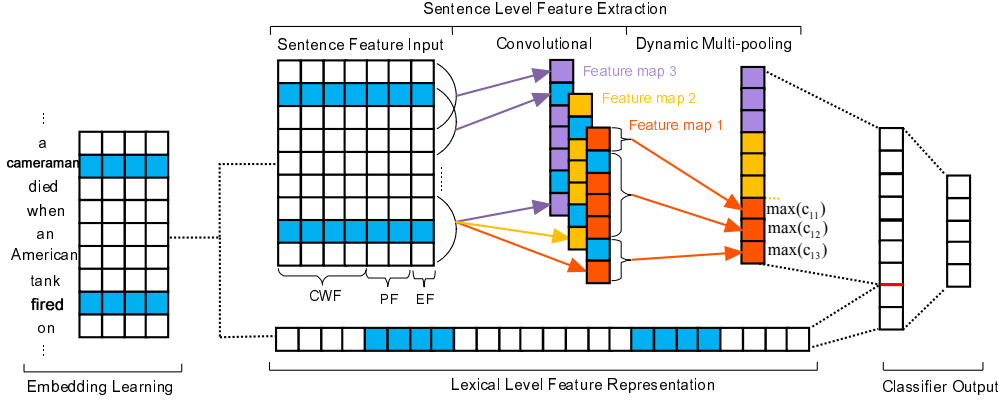 Sentence Level Feature Extraction
Sentence Feature Input
Convolutional
Dynamic Multi-pooling
Feature map 3
Feature map 2
Feature map 1
⋮
a
cameraman
died
when
an
American
tank
fired
on
⋮
max(c₁₁)
max(c₁₂)
max(c₁₃)
CWF
PF
EF
Embedding Learning
Lexical Level Feature Representation
Classifier Output